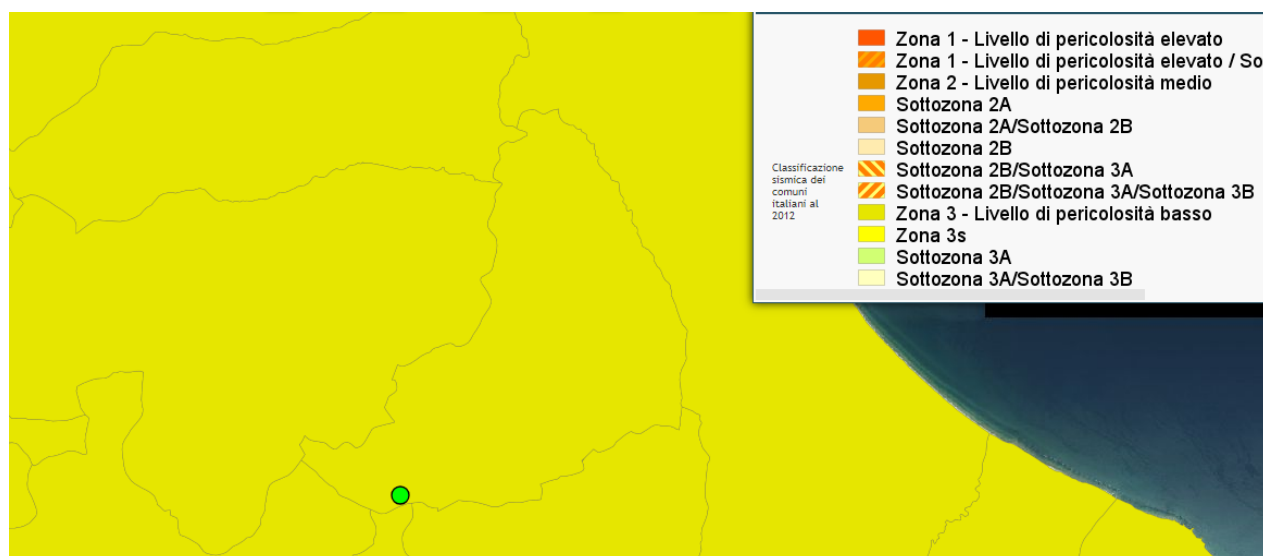 Zona 1 - Livello di pericolosità elevato
Zona 1 - Livello di pericolosità elevato / So
Zona 2 - Livello di pericolosità medio
Sottozona 2A
Sottozona 2A/Sottozona 2B
Sottozona 2B
Classificazione
sismica dei
comuni
italiani al
2012
Sottozona 2B/Sottozona 3A
Sottozona 2B/Sottozona 3A/Sottozona 3B
Zona 3 - Livello di pericolosità basso
Zona 3s
Sottozona 3A
Sottozona 3A/Sottozona 3B